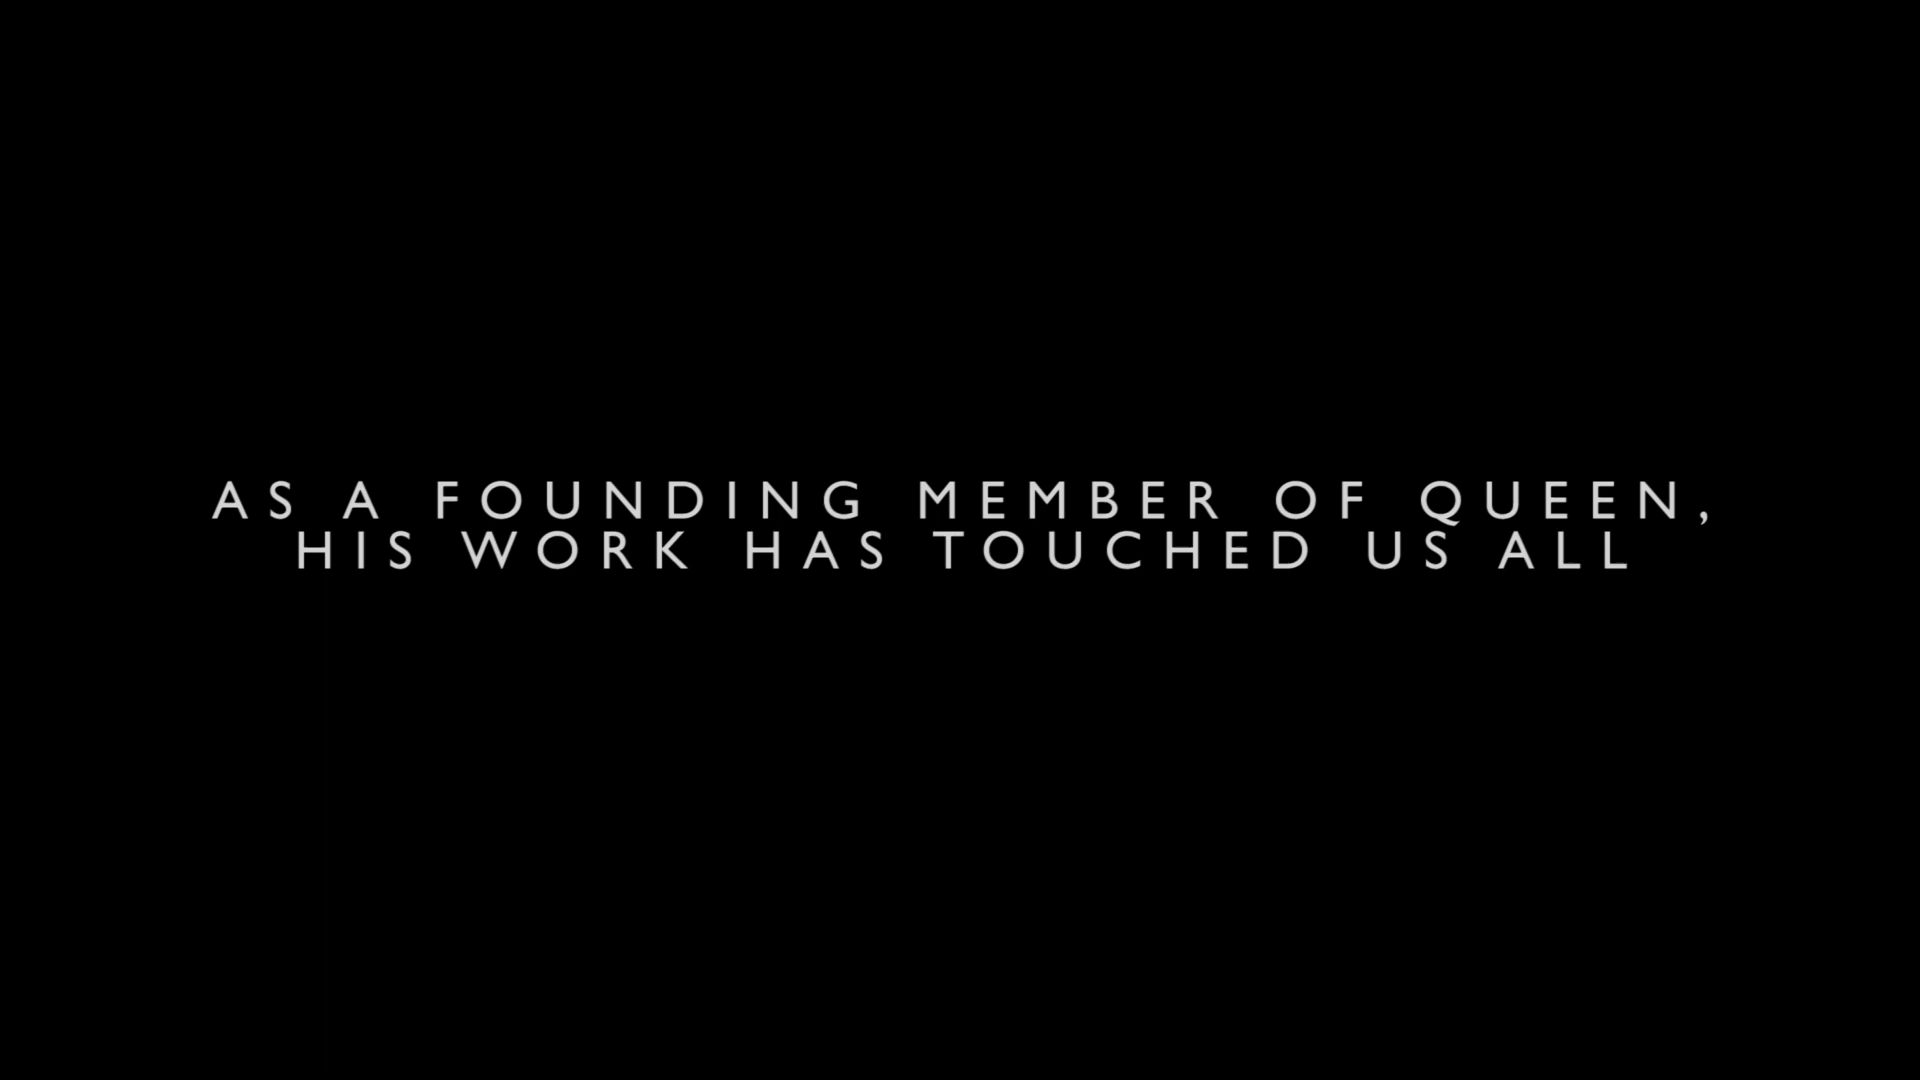 AS A FOUNDING MEMBER OF QUEEN,
HIS WORK HAS TOUCHED US ALL